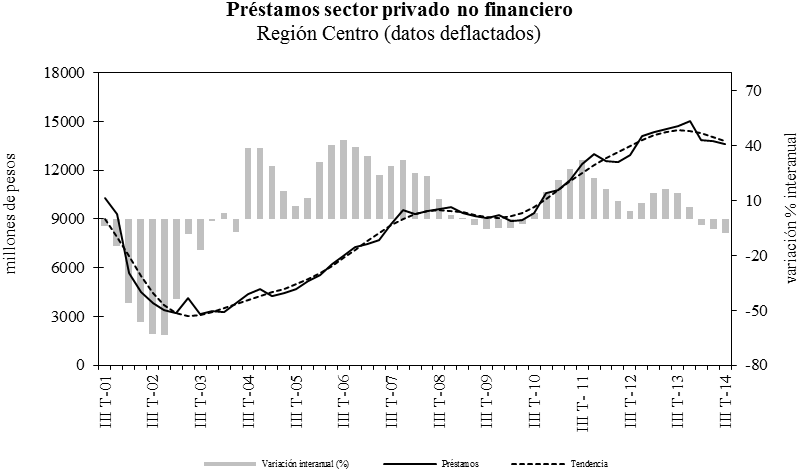 Préstamos sector privado no financiero
Región Centro (datos deflactados)
18000
15000
12000
9000
6000
3000
0
millones de pesos
70
40
10
-20
-50
-80
variación % interanual
III T-01
III T-02
III T-03
III T-04
III T-05
III T-06
III T-07
III T-08
III T-09
III T-10
III T- 11
III T-12
III T-13
III T-14
Variación interanual (%)
Préstamos
Tendencia